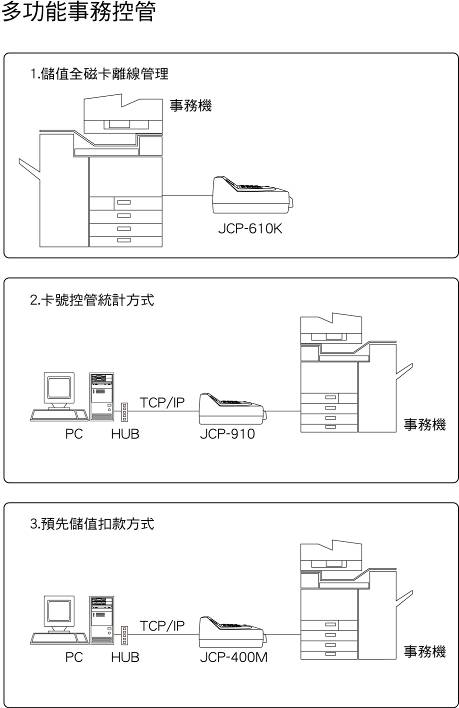 多功能事務控管
1.儲值全磁卡離線管理
事務機
JCP-610K
2.卡號控管統計方式
TCP/IP
PC HUB JCP-910 事務機
3.預先儲值扣款方式
TCP/IP
PC HUB JCP-400M 事務機